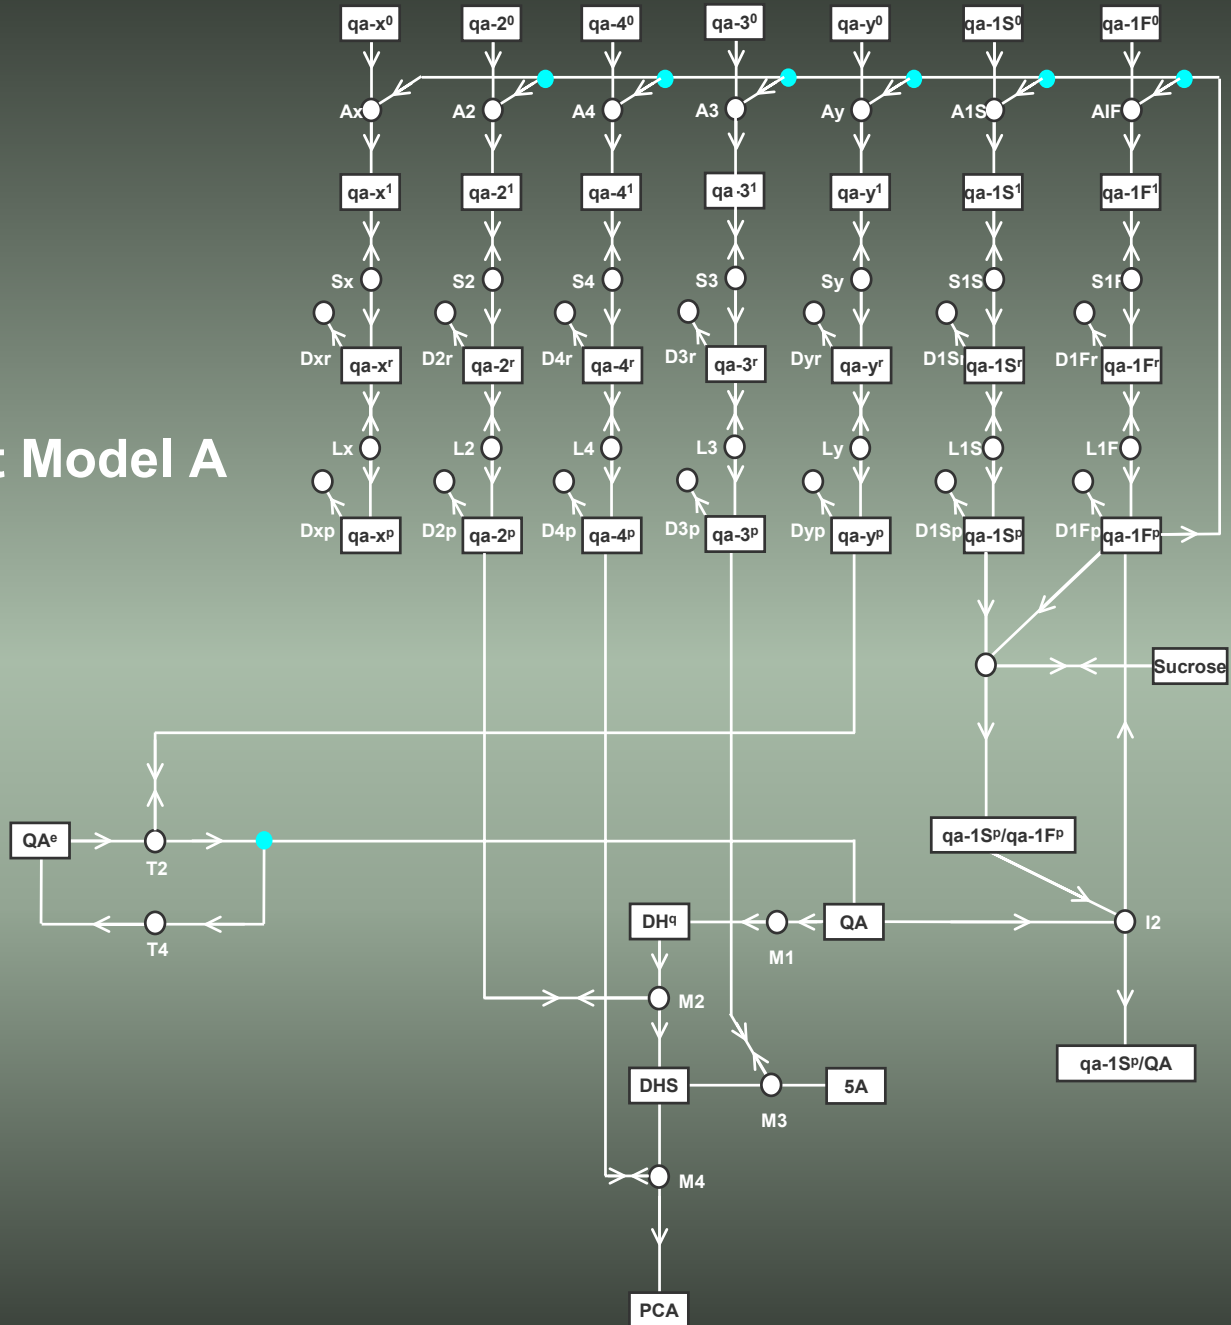 qa-x⁰ qa-2⁰ qa-4⁰ qa-3⁰ qa-y⁰ qa-1S⁰ qa-1F⁰
Ax A2 A4 A3 Ay A1S AIF
qa-x¹ qa-2¹ qa-4¹ qa-3¹ qa-y¹ qa-1S¹ qa-1F¹
Sx S2 S4 S3 Sy S1S S1F
Dxr qa-xʳ D2r qa-2ʳ D4r qa-4ʳ D3r qa-3ʳ Dyr qa-yʳ D1Sr qa-1Sʳ D1Fr qa-1Fʳ
t Model A
Lx L2 L4 L3 Ly L1S L1F
Dxp qa-xᵖ D2p qa-2ᵖ D4p qa-4ᵖ D3p qa-3ᵖ Dyp qa-yᵖ D1Sp qa-1Sᵖ D1Fp qa-1Fᵖ
Sucrose
QAᵉ T2 qa-1Sᵖ/qa-1Fᵖ
T4 DHq M1 QA I2
M2
qa-1Sᵖ/QA
DHS M3 5A
M4
PCA